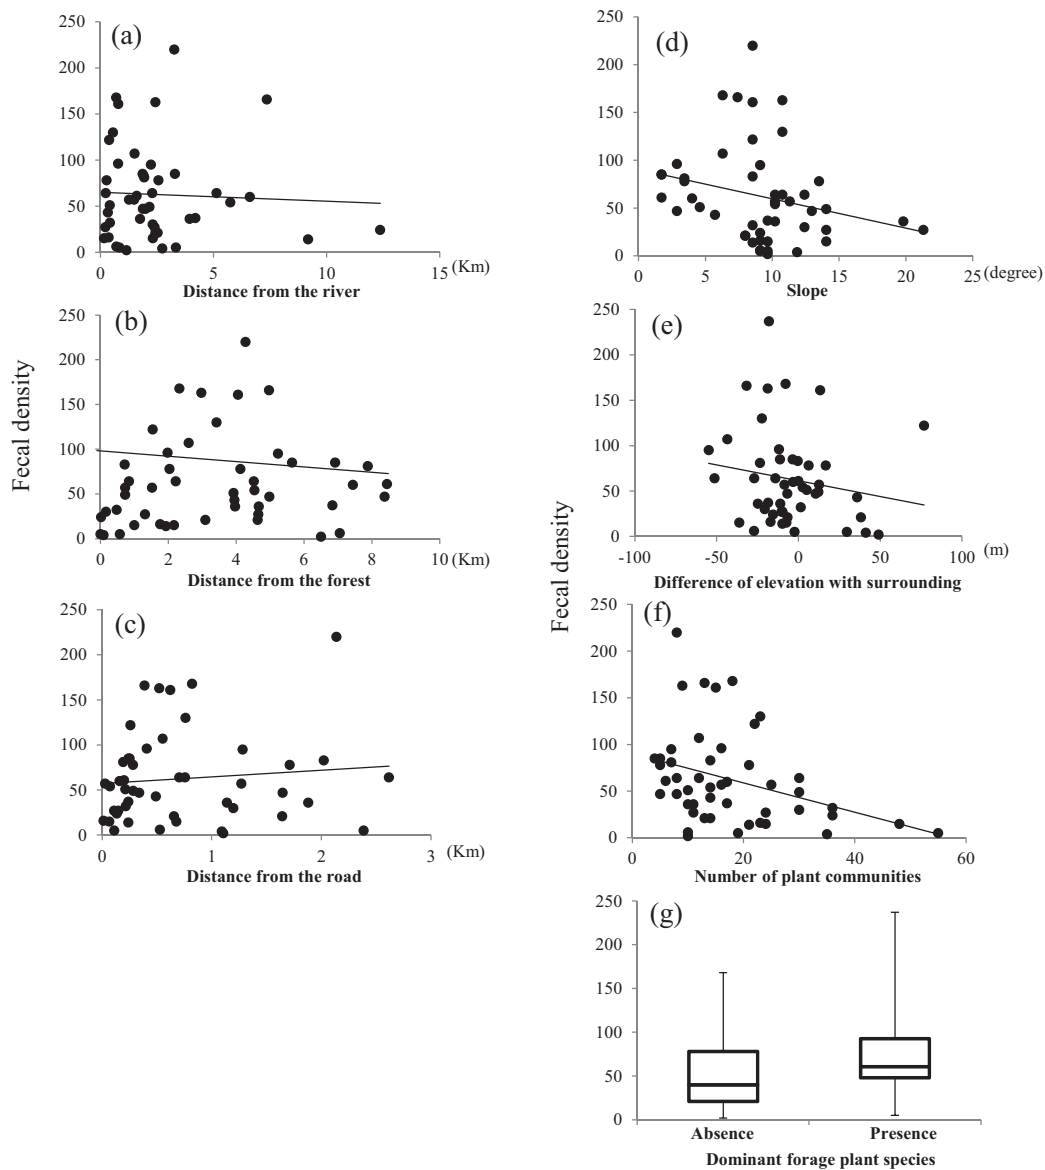 (a)
250
200
150
100
50
0
0 5 10 15 (Km)
Distance from the river
(b)
250
200
150
100
50
0
0 2 4 6 8 10 (Km)
Distance from the forest
Fecal density
(c)
250
200
150
100
50
0
0 1 2 3 (Km)
Distance from the road
(d)
250
200
150
100
50
0
0 5 10 15 20 25 (degree)
Slope
(e)
250
200
150
100
50
0
-100 -50 0 50 100 (m)
Difference of elevation with surrounding
Fecal density
(f)
250
200
150
100
50
0
0 20 40 60
Number of plant communities
(g)
250
200
150
100
50
0
Absence Presence
Dominant forage plant species